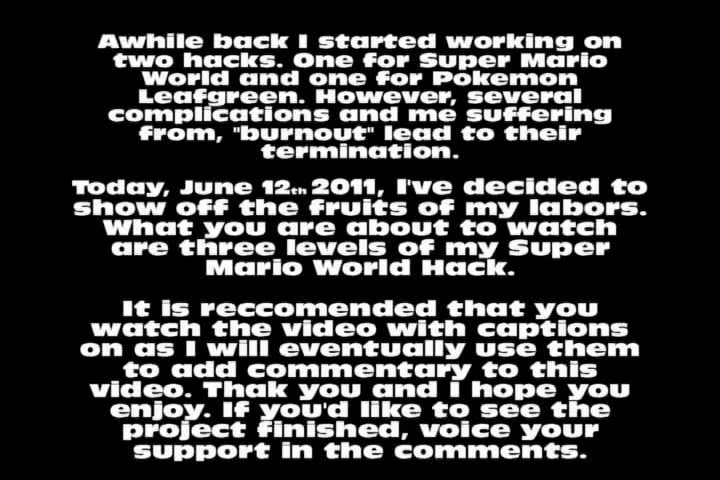 Awhile back I started working on
two hacks. One for Super Mario
World and one for Pokemon
Leafgreen. However, several
complications and me suffering
from, "burnout" lead to their
termination.
Today, June 12th 2011, I've decided to
show off the fruits of my labors.
What you are about to watch
are three levels of my Super
Mario World Hack.
It is reccomended that you
watch the video with captions
on as I will eventually use them
to add commentary to this
video. Thak you and I hope you
enjoy. If you'd like to see the
project finished, voice your
support in the comments.